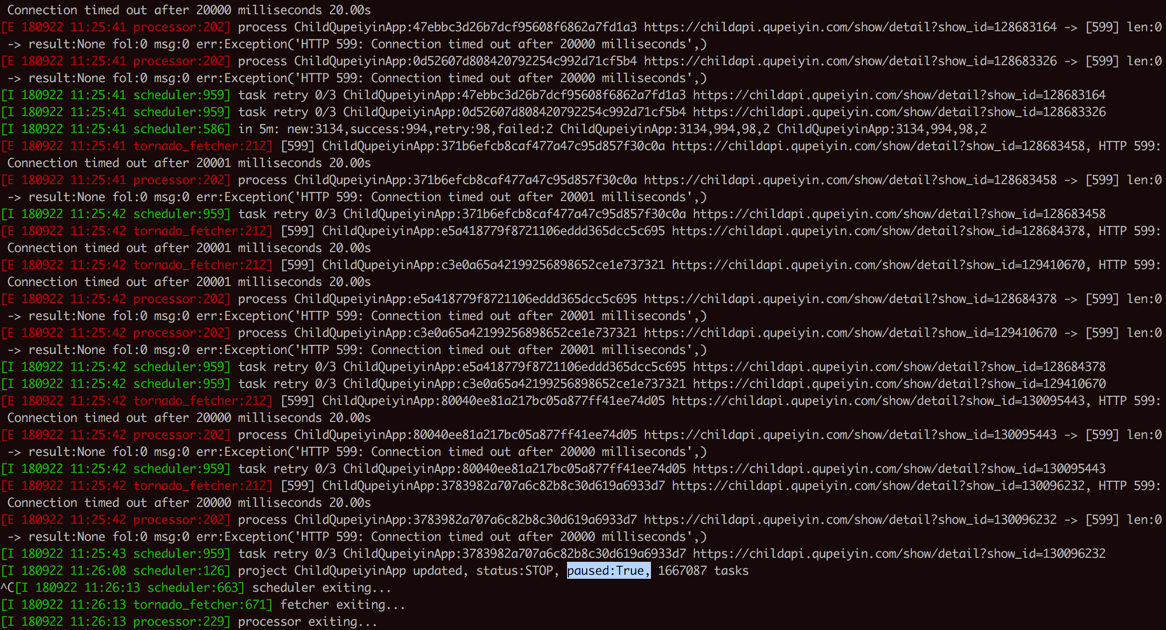 Connection timed out after 20000 milliseconds 20.00s
[E 180922 11:25:41 processor:202] process ChildQupeiyinApp:47ebbc3d26b7dcf95608f6862a7fd1a3 https://childapi.qupeiyin.com/show/detail?show_id=128683164 -> [599] len:0
-> result:None fol:0 msg:0 err:Exception('HTTP 599: Connection timed out after 20000 milliseconds',)
[E 180922 11:25:41 processor:202] process ChildQupeiyinApp:0d52607d808420792254c992d71cf5b4 https://childapi.qupeiyin.com/show/detail?show_id=128683326 -> [599] len:0
-> result:None fol:0 msg:0 err:Exception('HTTP 599: Connection timed out after 20000 milliseconds',)
[I 180922 11:25:41 scheduler:959] task retry 0/3 ChildQupeiyinApp:47ebbc3d26b7dcf95608f6862a7fd1a3 https://childapi.qupeiyin.com/show/detail?show_id=128683164
[I 180922 11:25:41 scheduler:959] task retry 0/3 ChildQupeiyinApp:0d52607d808420792254c992d71cf5b4 https://childapi.qupeiyin.com/show/detail?show_id=128683326
[I 180922 11:25:41 scheduler:586] in 5m: new:3134,success:994,retry:98,failed:2 ChildQupeiyinApp:3134,994,98,2 ChildQupeiyinApp:3134,994,98,2
[E 180922 11:25:41 tornado_fetcher:212] [599] ChildQupeiyinApp:371b6efcb8caf477a47c95d857f30c0a https://childapi.qupeiyin.com/show/detail?show_id=128683458, HTTP 599:
Connection timed out after 20001 milliseconds 20.00s
[E 180922 11:25:41 processor:202] process ChildQupeiyinApp:371b6efcb8caf477a47c95d857f30c0a https://childapi.qupeiyin.com/show/detail?show_id=128683458 -> [599] len:0
-> result:None fol:0 msg:0 err:Exception('HTTP 599: Connection timed out after 20001 milliseconds',)
[I 180922 11:25:42 scheduler:959] task retry 0/3 ChildQupeiyinApp:371b6efcb8caf477a47c95d857f30c0a https://childapi.qupeiyin.com/show/detail?show_id=128683458
[E 180922 11:25:42 tornado_fetcher:212] [599] ChildQupeiyinApp:e5a418779f8721106eddd365dcc5c695 https://childapi.qupeiyin.com/show/detail?show_id=128684378, HTTP 599:
Connection timed out after 20001 milliseconds 20.00s
[E 180922 11:25:42 tornado_fetcher:212] [599] ChildQupeiyinApp:c3e0a65a42199256898652ce1e737321 https://childapi.qupeiyin.com/show/detail?show_id=129410670, HTTP 599:
Connection timed out after 20001 milliseconds 20.00s
[E 180922 11:25:42 processor:202] process ChildQupeiyinApp:e5a418779f8721106eddd365dcc5c695 https://childapi.qupeiyin.com/show/detail?show_id=128684378 -> [599] len:0
-> result:None fol:0 msg:0 err:Exception('HTTP 599: Connection timed out after 20001 milliseconds',)
[E 180922 11:25:42 processor:202] process ChildQupeiyinApp:c3e0a65a42199256898652ce1e737321 https://childapi.qupeiyin.com/show/detail?show_id=129410670 -> [599] len:0
-> result:None fol:0 msg:0 err:Exception('HTTP 599: Connection timed out after 20001 milliseconds',)
[I 180922 11:25:42 scheduler:959] task retry 0/3 ChildQupeiyinApp:e5a418779f8721106eddd365dcc5c695 https://childapi.qupeiyin.com/show/detail?show_id=128684378
[I 180922 11:25:42 scheduler:959] task retry 0/3 ChildQupeiyinApp:c3e0a65a42199256898652ce1e737321 https://childapi.qupeiyin.com/show/detail?show_id=129410670
[E 180922 11:25:42 tornado_fetcher:212] [599] ChildQupeiyinApp:80040ee81a217bc05a877ff41ee74d05 https://childapi.qupeiyin.com/show/detail?show_id=130095443, HTTP 599:
Connection timed out after 20000 milliseconds 20.00s
[E 180922 11:25:42 processor:202] process ChildQupeiyinApp:80040ee81a217bc05a877ff41ee74d05 https://childapi.qupeiyin.com/show/detail?show_id=130095443 -> [599] len:0
-> result:None fol:0 msg:0 err:Exception('HTTP 599: Connection timed out after 20000 milliseconds',)
[I 180922 11:25:42 scheduler:959] task retry 0/3 ChildQupeiyinApp:80040ee81a217bc05a877ff41ee74d05 https://childapi.qupeiyin.com/show/detail?show_id=130095443
[E 180922 11:25:42 tornado_fetcher:212] [599] ChildQupeiyinApp:3783982a707a6c82b8c30d619a6933d7 https://childapi.qupeiyin.com/show/detail?show_id=130096232, HTTP 599:
Connection timed out after 20000 milliseconds 20.00s
[E 180922 11:25:42 processor:202] process ChildQupeiyinApp:3783982a707a6c82b8c30d619a6933d7 https://childapi.qupeiyin.com/show/detail?show_id=130096232 -> [599] len:0
-> result:None fol:0 msg:0 err:Exception('HTTP 599: Connection timed out after 20000 milliseconds',)
[I 180922 11:25:43 scheduler:959] task retry 0/3 ChildQupeiyinApp:3783982a707a6c82b8c30d619a6933d7 https://childapi.qupeiyin.com/show/detail?show_id=130096232
[I 180922 11:26:08 scheduler:126] project ChildQupeiyinApp updated, status:STOP, paused:True, 1667087 tasks
^C[I 180922 11:26:13 scheduler:663] scheduler exiting...
[I 180922 11:26:13 tornado_fetcher:671] fetcher exiting...
[I 180922 11:26:13 processor:229] processor exiting...